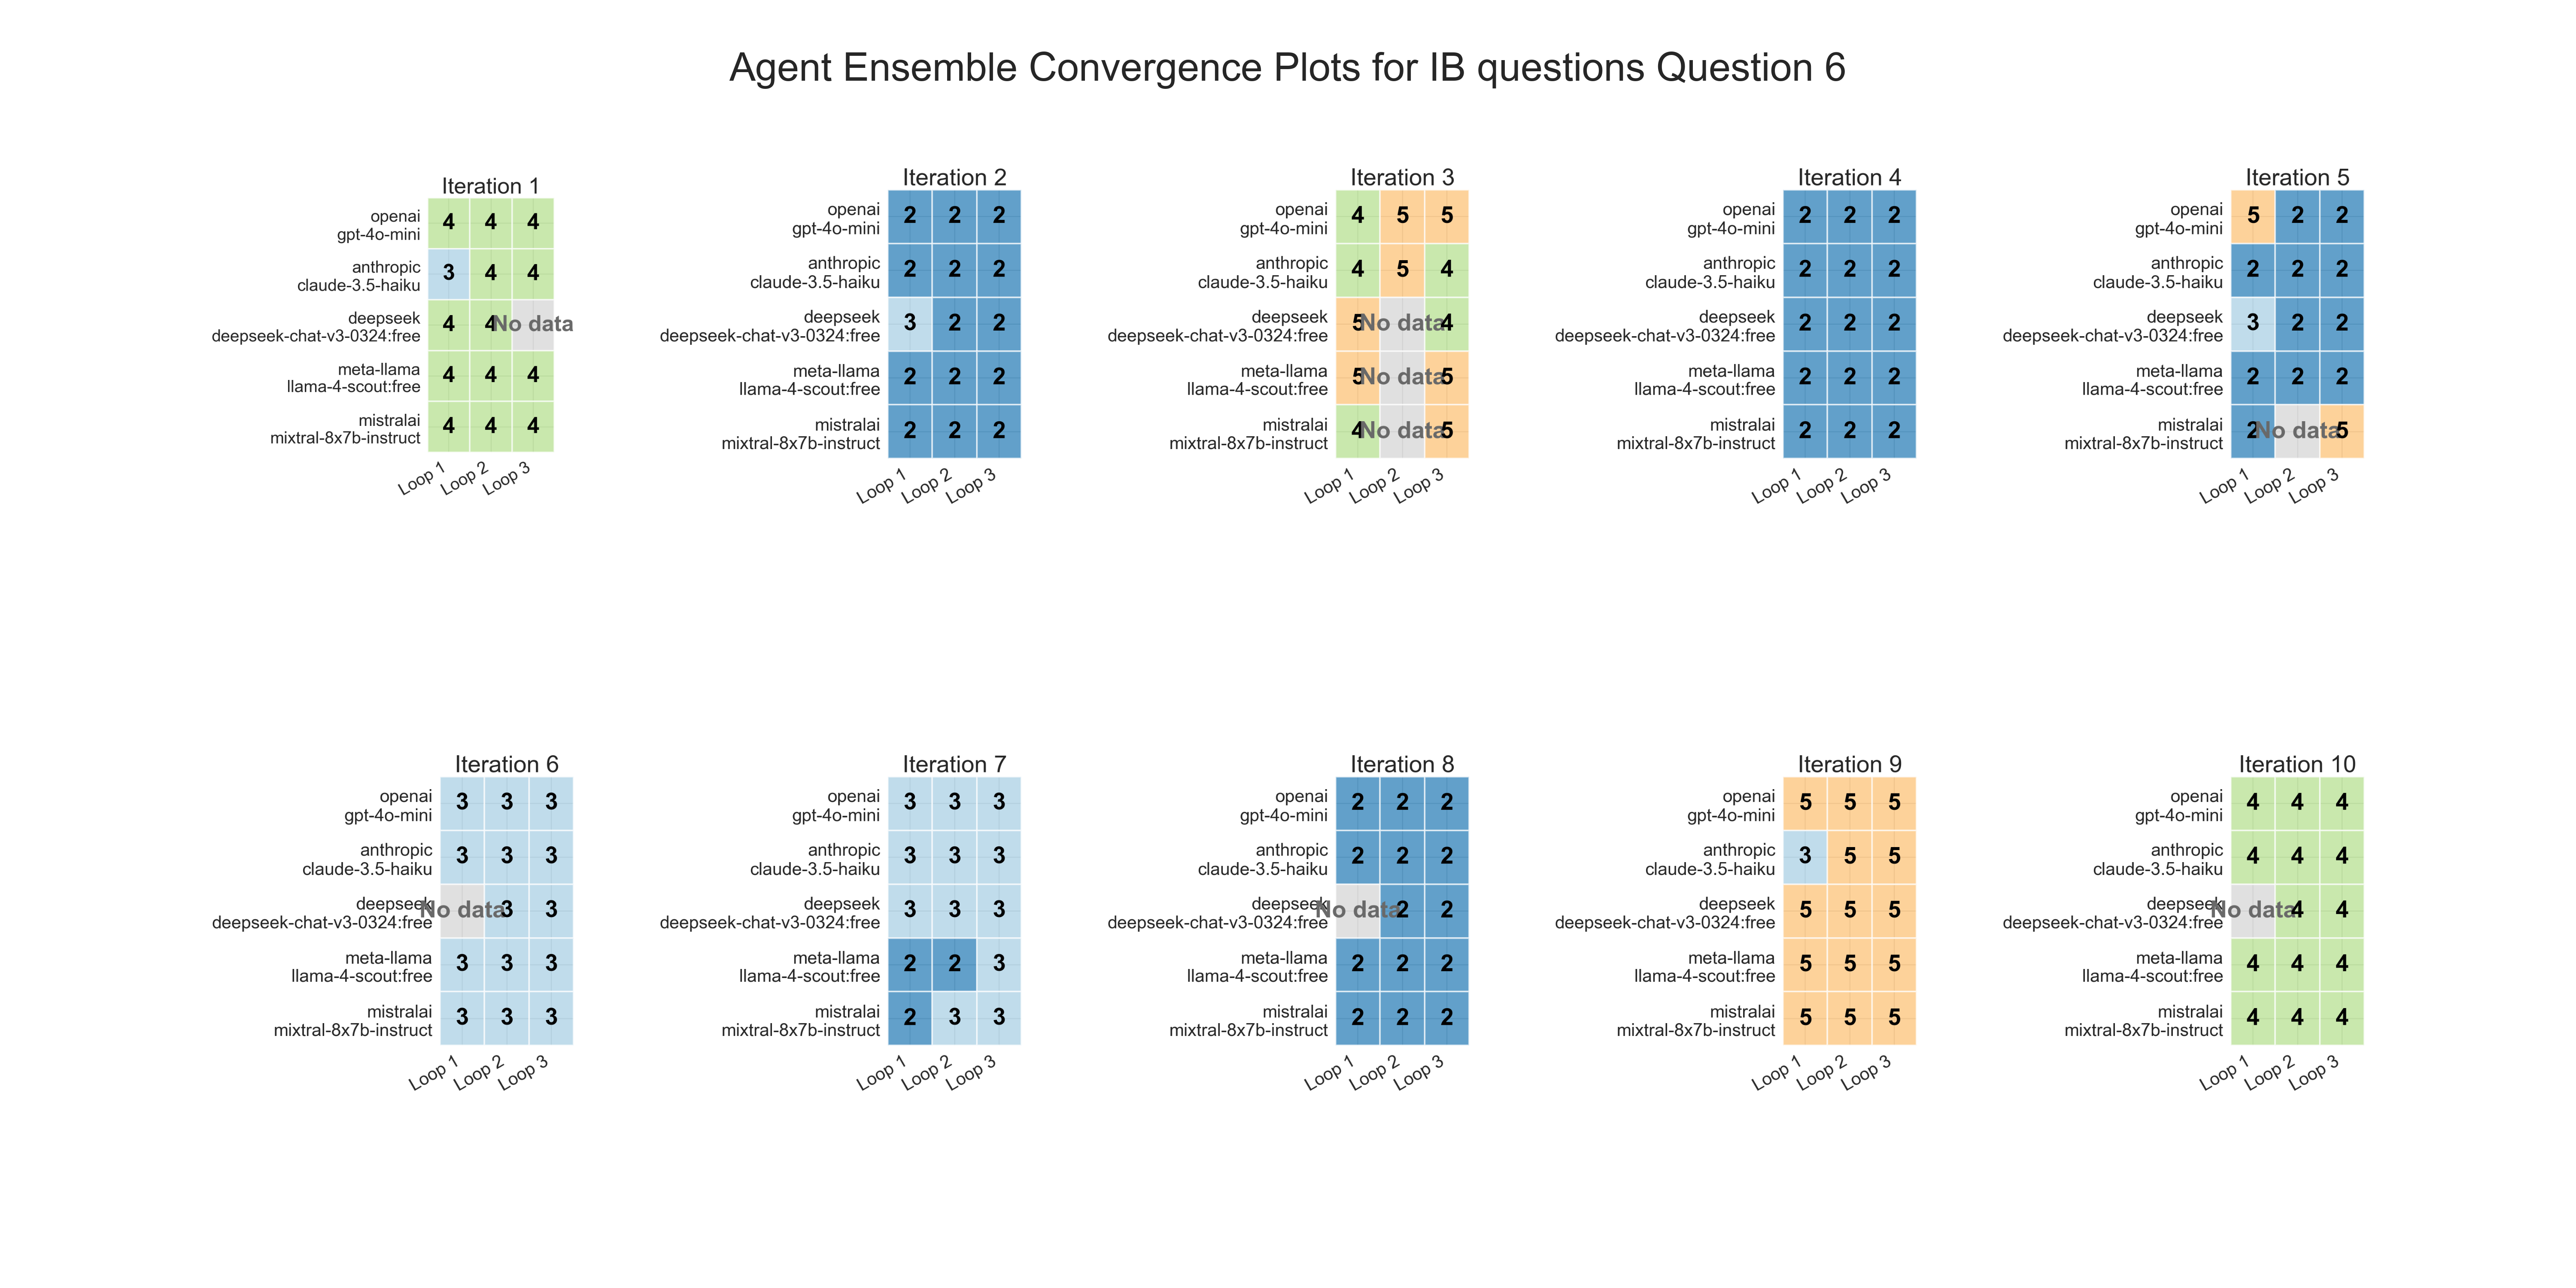 Agent Ensemble Convergence Plots for IB questions Question 6
Iteration 1
openai
gpt-4o-mini
4 4 4
anthropic
claude-3.5-haiku
3 4 4
deepseek
deepseek-chat-v3-0324:free
4 4 No data
meta-llama
llama-4-scout:free
4 4 4
mistralai
mixtral-8x7b-instruct
4 4 4
Loop 1 Loop 2 Loop 3
Iteration 2
openai
gpt-4o-mini
2 2 2
anthropic
claude-3.5-haiku
2 2 2
deepseek
deepseek-chat-v3-0324:free
3 2 2
meta-llama
llama-4-scout:free
2 2 2
mistralai
mixtral-8x7b-instruct
2 2 2
Loop 1 Loop 2 Loop 3
Iteration 3
openai
gpt-4o-mini
4 5 5
anthropic
claude-3.5-haiku
4 5 4
deepseek
deepseek-chat-v3-0324:free
5 No data 4
meta-llama
llama-4-scout:free
5 No data 5
mistralai
mixtral-8x7b-instruct
4 No data 5
Loop 1 Loop 2 Loop 3
Iteration 4
openai
gpt-4o-mini
2 2 2
anthropic
claude-3.5-haiku
2 2 2
deepseek
deepseek-chat-v3-0324:free
2 2 2
meta-llama
llama-4-scout:free
2 2 2
mistralai
mixtral-8x7b-instruct
2 2 2
Loop 1 Loop 2 Loop 3
Iteration 5
openai
gpt-4o-mini
5 2 2
anthropic
claude-3.5-haiku
2 2 2
deepseek
deepseek-chat-v3-0324:free
3 2 2
meta-llama
llama-4-scout:free
2 2 2
mistralai
mixtral-8x7b-instruct
2 No data 5
Loop 1 Loop 2 Loop 3
Iteration 6
openai
gpt-4o-mini
3 3 3
anthropic
claude-3.5-haiku
3 3 3
deepseek
deepseek-chat-v3-0324:free
No data 3 3
meta-llama
llama-4-scout:free
3 3 3
mistralai
mixtral-8x7b-instruct
3 3 3
Loop 1 Loop 2 Loop 3
Iteration 7
openai
gpt-4o-mini
3 3 3
anthropic
claude-3.5-haiku
3 3 3
deepseek
deepseek-chat-v3-0324:free
3 3 3
meta-llama
llama-4-scout:free
2 2 3
mistralai
mixtral-8x7b-instruct
2 3 3
Loop 1 Loop 2 Loop 3
Iteration 8
openai
gpt-4o-mini
2 2 2
anthropic
claude-3.5-haiku
2 2 2
deepseek
deepseek-chat-v3-0324:free
No data 2 2
meta-llama
llama-4-scout:free
2 2 2
mistralai
mixtral-8x7b-instruct
2 2 2
Loop 1 Loop 2 Loop 3
Iteration 9
openai
gpt-4o-mini
5 5 5
anthropic
claude-3.5-haiku
3 5 5
deepseek
deepseek-chat-v3-0324:free
5 5 5
meta-llama
llama-4-scout:free
5 5 5
mistralai
mixtral-8x7b-instruct
5 5 5
Loop 1 Loop 2 Loop 3
Iteration 10
openai
gpt-4o-mini
4 4 4
anthropic
claude-3.5-haiku
4 4 4
deepseek
deepseek-chat-v3-0324:free
No data 4 4
meta-llama
llama-4-scout:free
4 4 4
mistralai
mixtral-8x7b-instruct
4 4 4
Loop 1 Loop 2 Loop 3